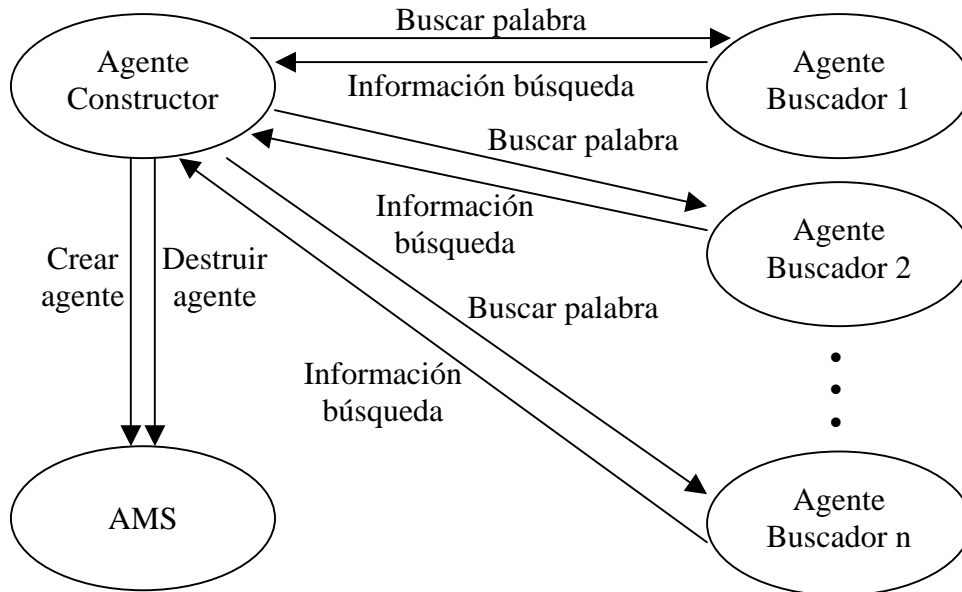 Buscar palabra
Agente
Constructor
Información búsqueda
Agente
Buscador 1
Buscar palabra
Información
búsqueda
Agente
Buscador 2
Crear
agente
Destruir
agente
Buscar palabra
Información
búsqueda
AMS
Agente
Buscador n